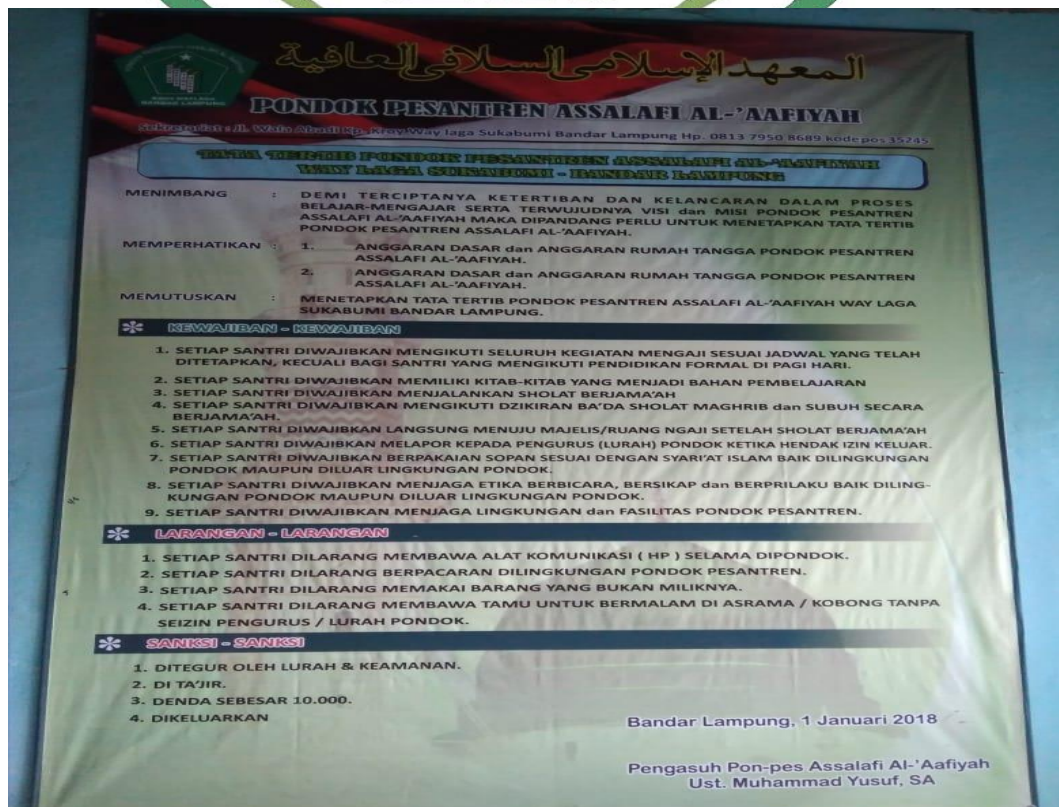 المعهد الإسلامى السلافى العافية
PONDOK PESANTREN ASSALAFI AL-'AAFIYAH
Sekretariat : Jl. Wala Abadi Kp. Kroy Way laga Sukabumi Bandar Lampung Hp. 0813 7950 8689 kode pos 35245
TATA TERTIB PONDOK PESANTREN ASSALAFI AL-'AAFIYAH
WAY LAGA SUKABUMI - BANDAR LAMPUNG
MENIMBANG : DEMI TERCIPTANYA KETERTIBAN DAN KELANCARAN DALAM PROSES
BELAJAR-MENGAJAR SERTA TERWUJUDNYA VISI dan MISI PONDOK PESANTREN
ASSALAFI AL-'AAFIYAH MAKA DIPANDANG PERLU UNTUK MENETAPKAN TATA TERTIB
PONDOK PESANTREN ASSALAFI AL-'AAFIYAH.
MEMPERHATIKAN : 1. ANGGARAN DASAR dan ANGGARAN RUMAH TANGGA PONDOK PESANTREN
ASSALAFI AL-'AAFIYAH.
2. ANGGARAN DASAR dan ANGGARAN RUMAH TANGGA PONDOK PESANTREN
ASSALAFI AL-'AAFIYAH.
MEMUTUSKAN : MENETAPKAN TATA TERTIB PONDOK PESANTREN ASSALAFI AL-'AAFIYAH WAY LAGA
SUKABUMI BANDAR LAMPUNG.
KEWAJIBAN - KEWAJIBAN
1. SETIAP SANTRI DIWAJIBKAN MENGIKUTI SELURUH KEGIATAN MENGAJI SESUAI JADWAL YANG TELAH
DITETAPKAN, KECUALI BAGI SANTRI YANG MENGIKUTI PENDIDIKAN FORMAL DI PAGI HARI.
2. SETIAP SANTRI DIWAJIBKAN MEMILIKI KITAB-KITAB YANG MENJADI BAHAN PEMBELAJARAN
3. SETIAP SANTRI DIWAJIBKAN MENJALANKAN SHOLAT BERJAMA'AH
4. SETIAP SANTRI DIWAJIBKAN MENGIKUTI DZIKIRAN BA'DA SHOLAT MAGHRIB dan SUBUH SECARA
BERJAMA'AH.
5. SETIAP SANTRI DIWAJIBKAN LANGSUNG MENUJU MAJELIS/RUANG NGAJI SETELAH SHOLAT BERJAMA'AH
6. SETIAP SANTRI DIWAJIBKAN MELAPOR KEPADA PENGURUS (LURAH) PONDOK KETIKA HENDAK IZIN KELUAR.
7. SETIAP SANTRI DIWAJIBKAN BERPAKAIAN SOPAN SESUAI DENGAN SYARI'AT ISLAM BAIK DILINGKUNGAN
PONDOK MAUPUN DILUAR LINGKUNGAN PONDOK.
8. SETIAP SANTRI DIWAJIBKAN MENJAGA ETIKA BERBICARA, BERSIKAP dan BERPRILAKU BAIK DILING-
KUNGAN PONDOK MAUPUN DILUAR LINGKUNGAN PONDOK.
9. SETIAP SANTRI DIWAJIBKAN MENJAGA LINGKUNGAN dan FASILITAS PONDOK PESANTREN.
LARANGAN - LARANGAN
1. SETIAP SANTRI DILARANG MEMBAWA ALAT KOMUNIKASI ( HP ) SELAMA DIPONDOK.
2. SETIAP SANTRI DILARANG BERPACARAN DILINGKUNGAN PONDOK PESANTREN.
3. SETIAP SANTRI DILARANG MEMAKAI BARANG YANG BUKAN MILIKNYA.
4. SETIAP SANTRI DILARANG MEMBAWA TAMU UNTUK BERMALAM DI ASRAMA / KOBONG TANPA
SEIZIN PENGURUS / LURAH PONDOK.
SANKSI - SANKSI
1. DITEGUR OLEH LURAH & KEAMANAN.
2. DI TA'JIR.
3. DENDA SEBESAR 10.000.
4. DIKELUARKAN
Bandar Lampung, 1 Januari 2018
Pengasuh Pon-pes Assalafi Al-'Aafiyah
Ust. Muhammad Yusuf, SA